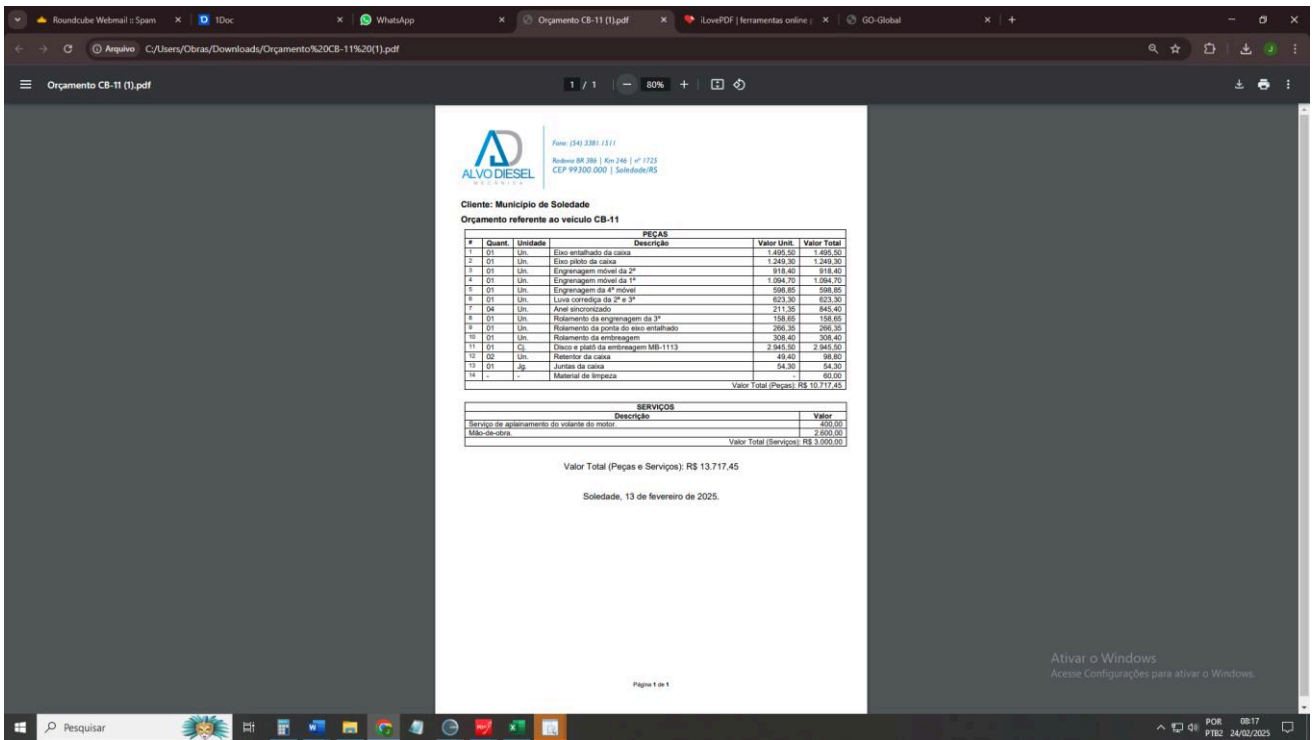 Roundcube Webmail :: Spam
1Doc
WhatsApp
Orçamento CB-11 (1).pdf
iLovePDF | ferramentas online
GO-Global
Arquivo C:/Users/Obras/Downloads/Orçamento%20CB-11%20(1).pdf
Orçamento CB-11 (1).pdf
1 / 1
80%
Fone: (54) 3381.1511
Rodovia BR 386 | Km 246 | nº 1725
CEP 99300.000 | Soledade/RS
AD
ALVO DIESEL
MECÂNICA
Cliente: Municipio de Soledade
Orçamento referente ao veículo CB-11
PEÇAS
# Quant. Unidade Descrição Valor Unit. Valor Total
1 01 Un. Eixo entalhado da caixa 1.495,50 1.495,50
2 01 Un. Eixo piloto da caixa 1.249,30 1.249,30
3 01 Un. Engrenagem móvel da 2ª 918,40 918,40
4 01 Un. Engrenagem móvel da 1ª 1.094,70 1.094,70
5 01 Un. Engrenagem da 4ª móvel 598,85 598,85
6 01 Un. Luva corrediça da 2ª e 3ª 623,30 623,30
7 04 Un. Anel sincronizado 211,35 845,40
8 01 Un. Rolamento da engrenagem da 3ª 158,65 158,65
9 01 Un. Rolamento da ponta do eixo entalhado 266,35 266,35
10 01 Un. Rolamento da embreagem 308,40 308,40
11 01 Cj. Disco e platô da embreagem MB-1113 2.945,50 2.945,50
12 02 Un. Retentor da caixa 49,40 98,80
13 01 Jg. Juntas da caixa 54,30 54,30
14 - - Material de limpeza - 60,00
Valor Total (Peças): R$ 10.717,45
SERVIÇOS
Descrição Valor
Serviço de aplainamento do volante do motor. 400,00
Mão-de-obra. 2.600,00
Valor Total (Serviços): R$ 3.000,00
Valor Total (Peças e Serviços): R$ 13.717,45
Soledade, 13 de fevereiro de 2025.
Página 1 de 1
Ativar o Windows
Acesse Configurações para ativar o Windows.
Pesquisar
POR 08:17
PTB2 24/02/2025